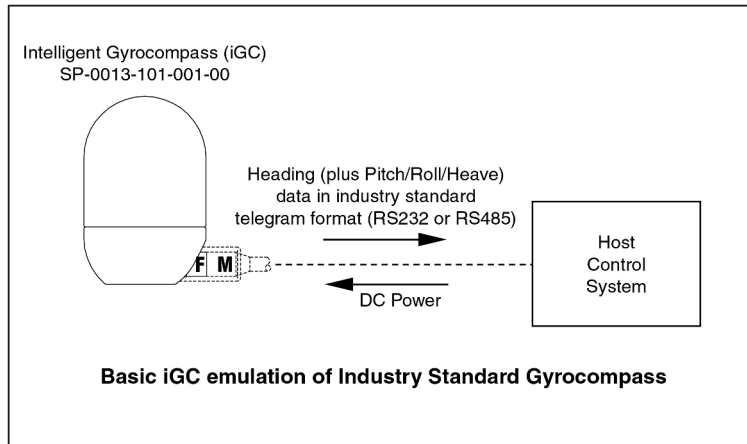 Intelligent Gyrocompass (iGC)
SP-0013-101-001-00
Heading (plus Pitch/Roll/Heave)
data in industry standard
telegram format (RS232 or RS485)
Host
Control
System
F M
DC Power
Basic iGC emulation of Industry Standard Gyrocompass